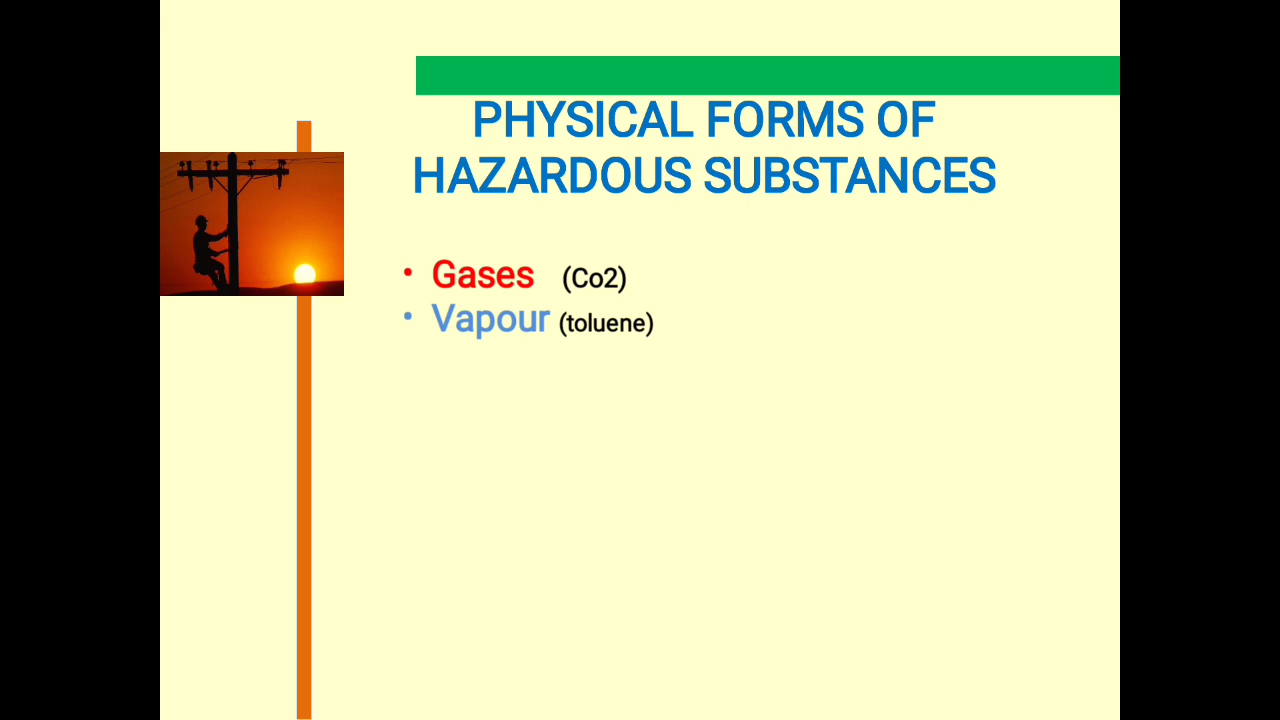 PHYSICAL FORMS OF
HAZARDOUS SUBSTANCES
• Gases (Co2)
• Vapour (toluene)